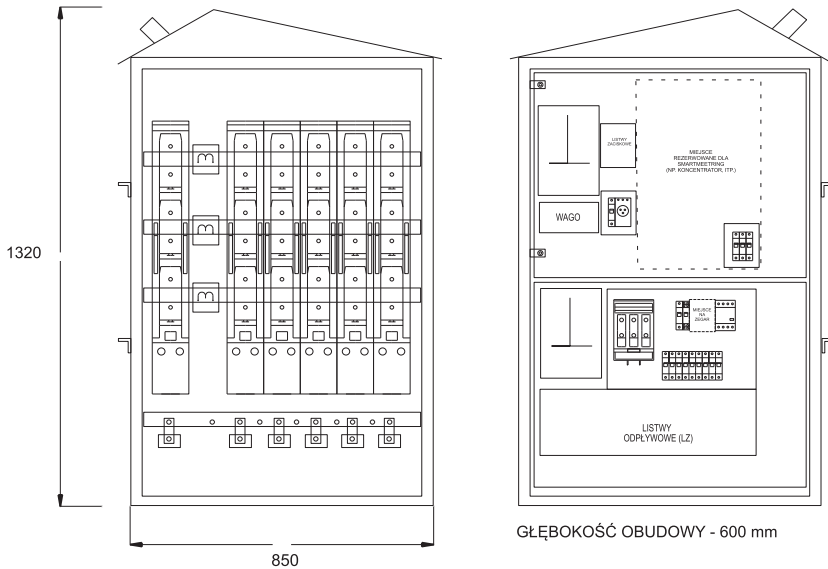 1320
850
LISTWY
ZACISKOWE
MIEJSCE
REZERWOWANE DLA
SMARTMEETRING
(NP. KONCENTRATOR, ITP.)
WAGO
MIEJSCE
NA
ZEGAR
LISTWY
ODPŁYWOWE (LZ)
GŁĘBOKOŚĆ OBUDOWY - 600 mm